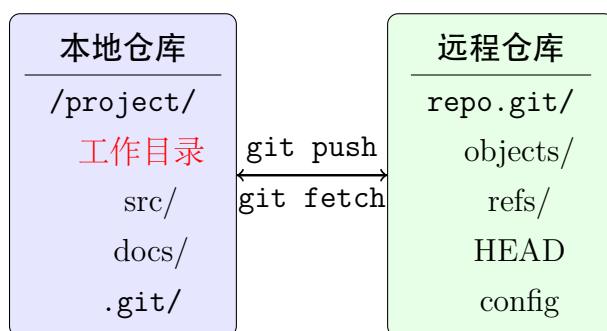 本地仓库
/project/
工作目录
src/
docs/
.git/
git push
git fetch
远程仓库
repo.git/
objects/
refs/
HEAD
config